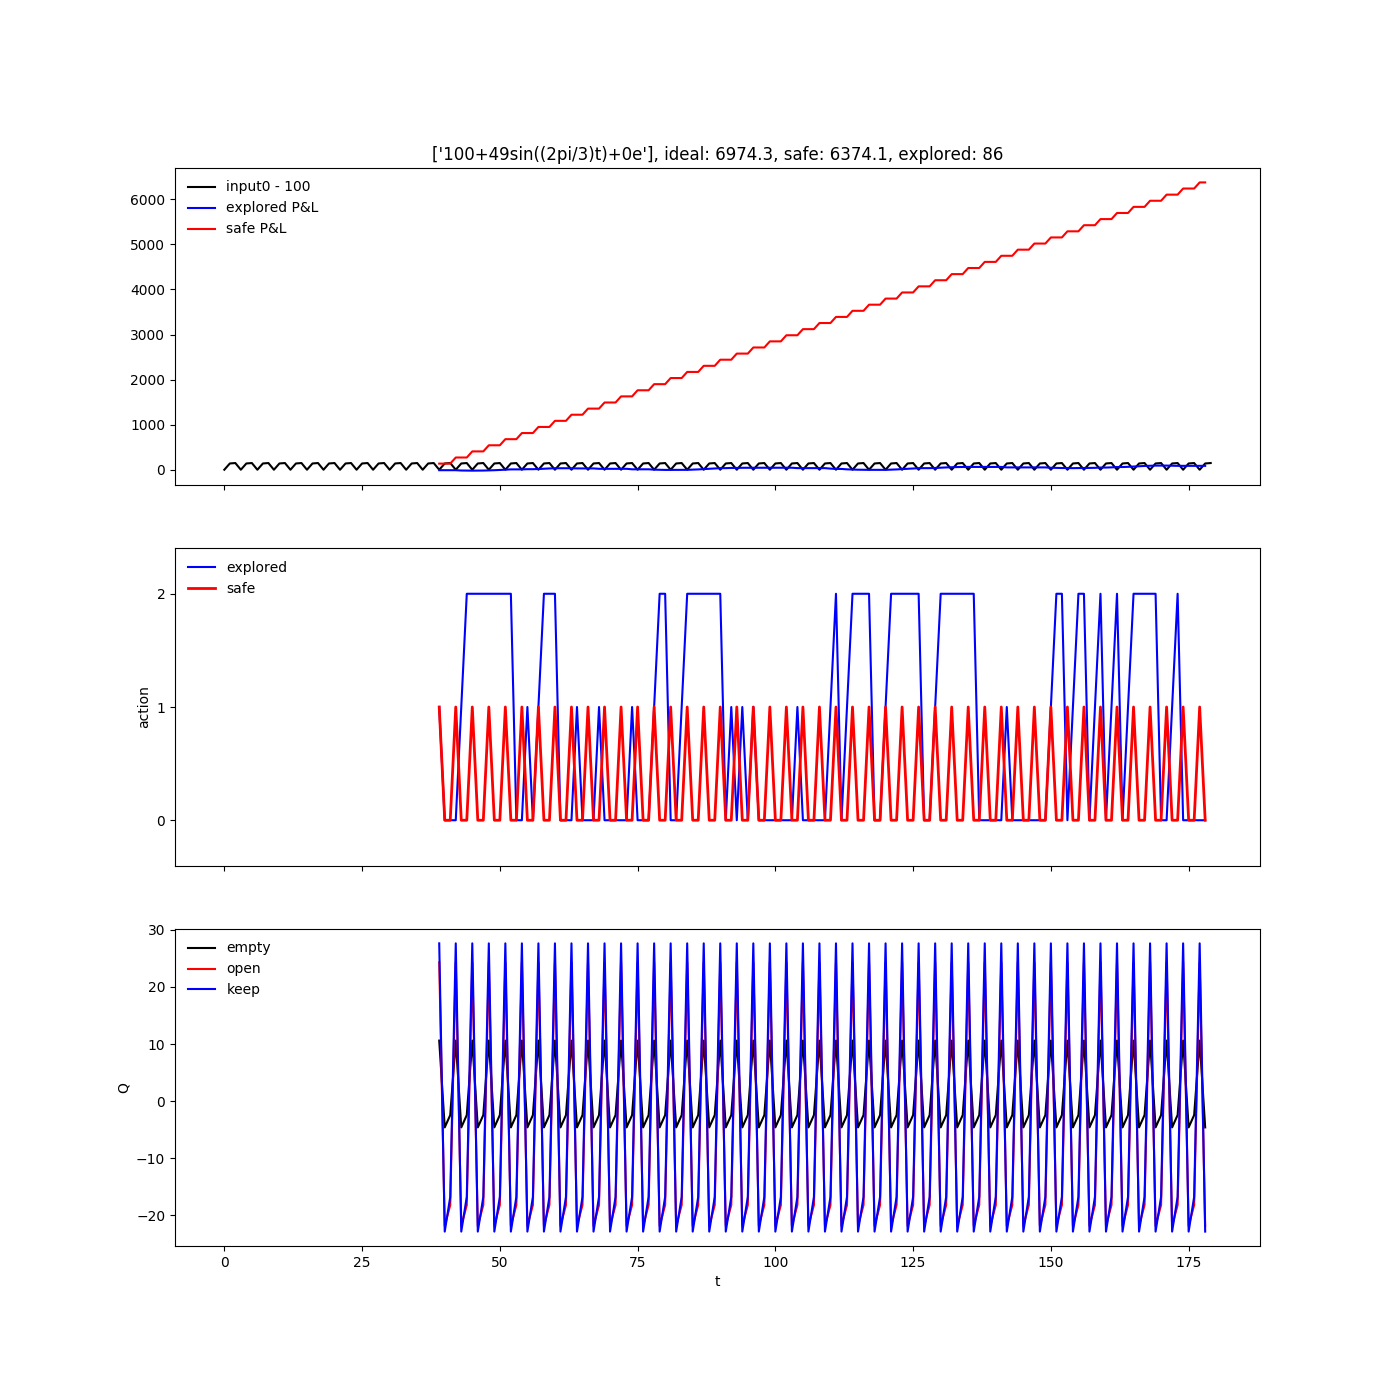 ['100+49sin((2pi/3)t)+0e'], ideal: 6974.3, safe: 6374.1, explored: 86
input0 - 100
explored P&L
safe P&L
6000
5000
4000
3000
2000
1000
0
explored
safe
2
1
0
action
empty
open
keep
30
20
10
0
−10
−20
Q
0
25
50
75
100
125
150
175
t